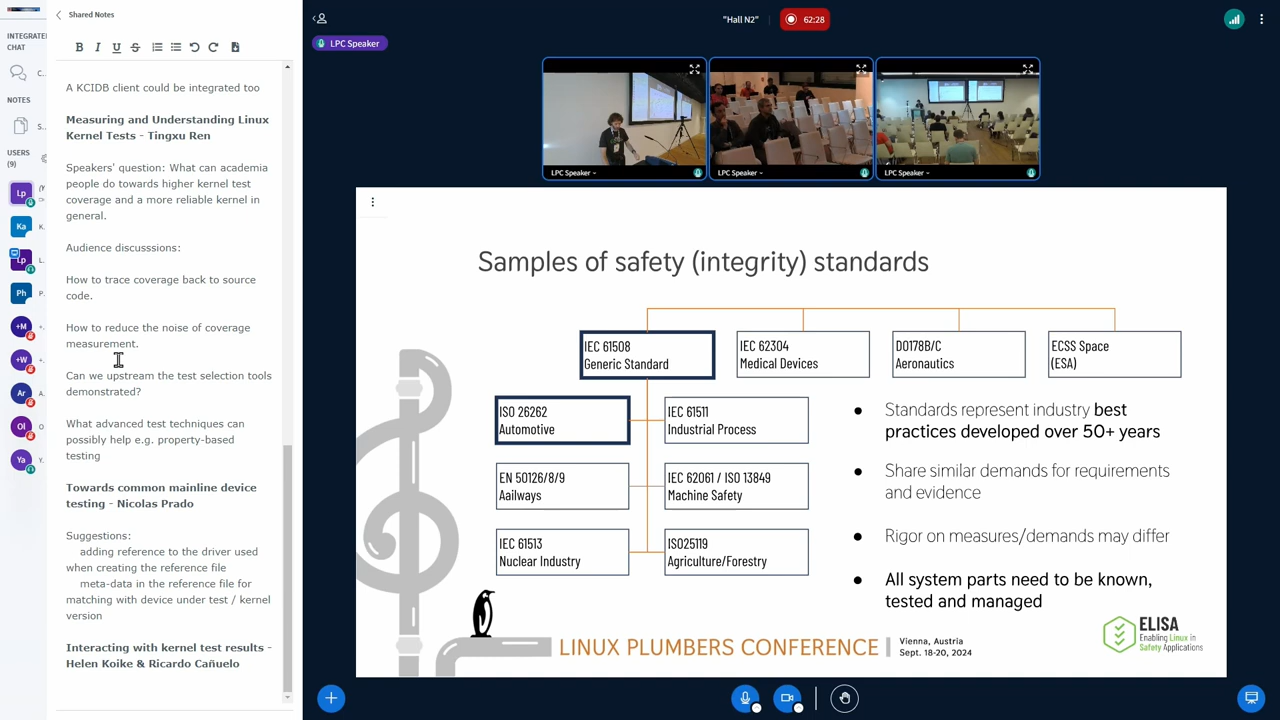 Shared Notes
INTEGRATE
CHAT
C..
NOTES
S..
USERS
(9)
Lp
Ka
K.
Lp
L.
Ph
P.
+M
+.
+W
+.
Ar
A.
Ol
O
Ya
Y.
B I U S
A KCIDB client could be integrated too
Measuring and Understanding Linux
Kernel Tests - Tingxu Ren
Speakers' question: What can academia
people do towards higher kernel test
coverage and a more reliable kernel in
general.
Audience discusssions:
How to trace coverage back to source
code.
How to reduce the noise of coverage
measurement.
Can we upstream the test selection tools
demonstrated?
What advanced test techniques can
possibly help e.g. property-based
testing
Towards common mainline device
testing - Nicolas Prado
Suggestions:
adding reference to the driver used
when creating the reference file
meta-data in the reference file for
matching with device under test / kernel
version
Interacting with kernel test results -
Helen Koike & Ricardo Cañuelo
"Hall N2"
62:28
LPC Speaker
LPC Speaker
LPC Speaker
LPC Speaker
Samples of safety (integrity) standards
IEC 61508
Generic Standard
IEC 62304
Medical Devices
DO178B/C
Aeronautics
ECSS Space
(ESA)
ISO 26262
Automotive
IEC 61511
Industrial Process
EN 50126/8/9
Aailways
IEC 62061 / ISO 13849
Machine Safety
IEC 61513
Nuclear Industry
ISO25119
Agriculture/Forestry
● Standards represent industry best
practices developed over 50+ years
● Share similar demands for requirements
and evidence
● Rigor on measures/demands may differ
● All system parts need to be known,
tested and managed
LINUX PLUMBERS CONFERENCE
Vienna, Austria
Sept. 18-20, 2024
ELISA
Enabling Linux in
Safety Applications